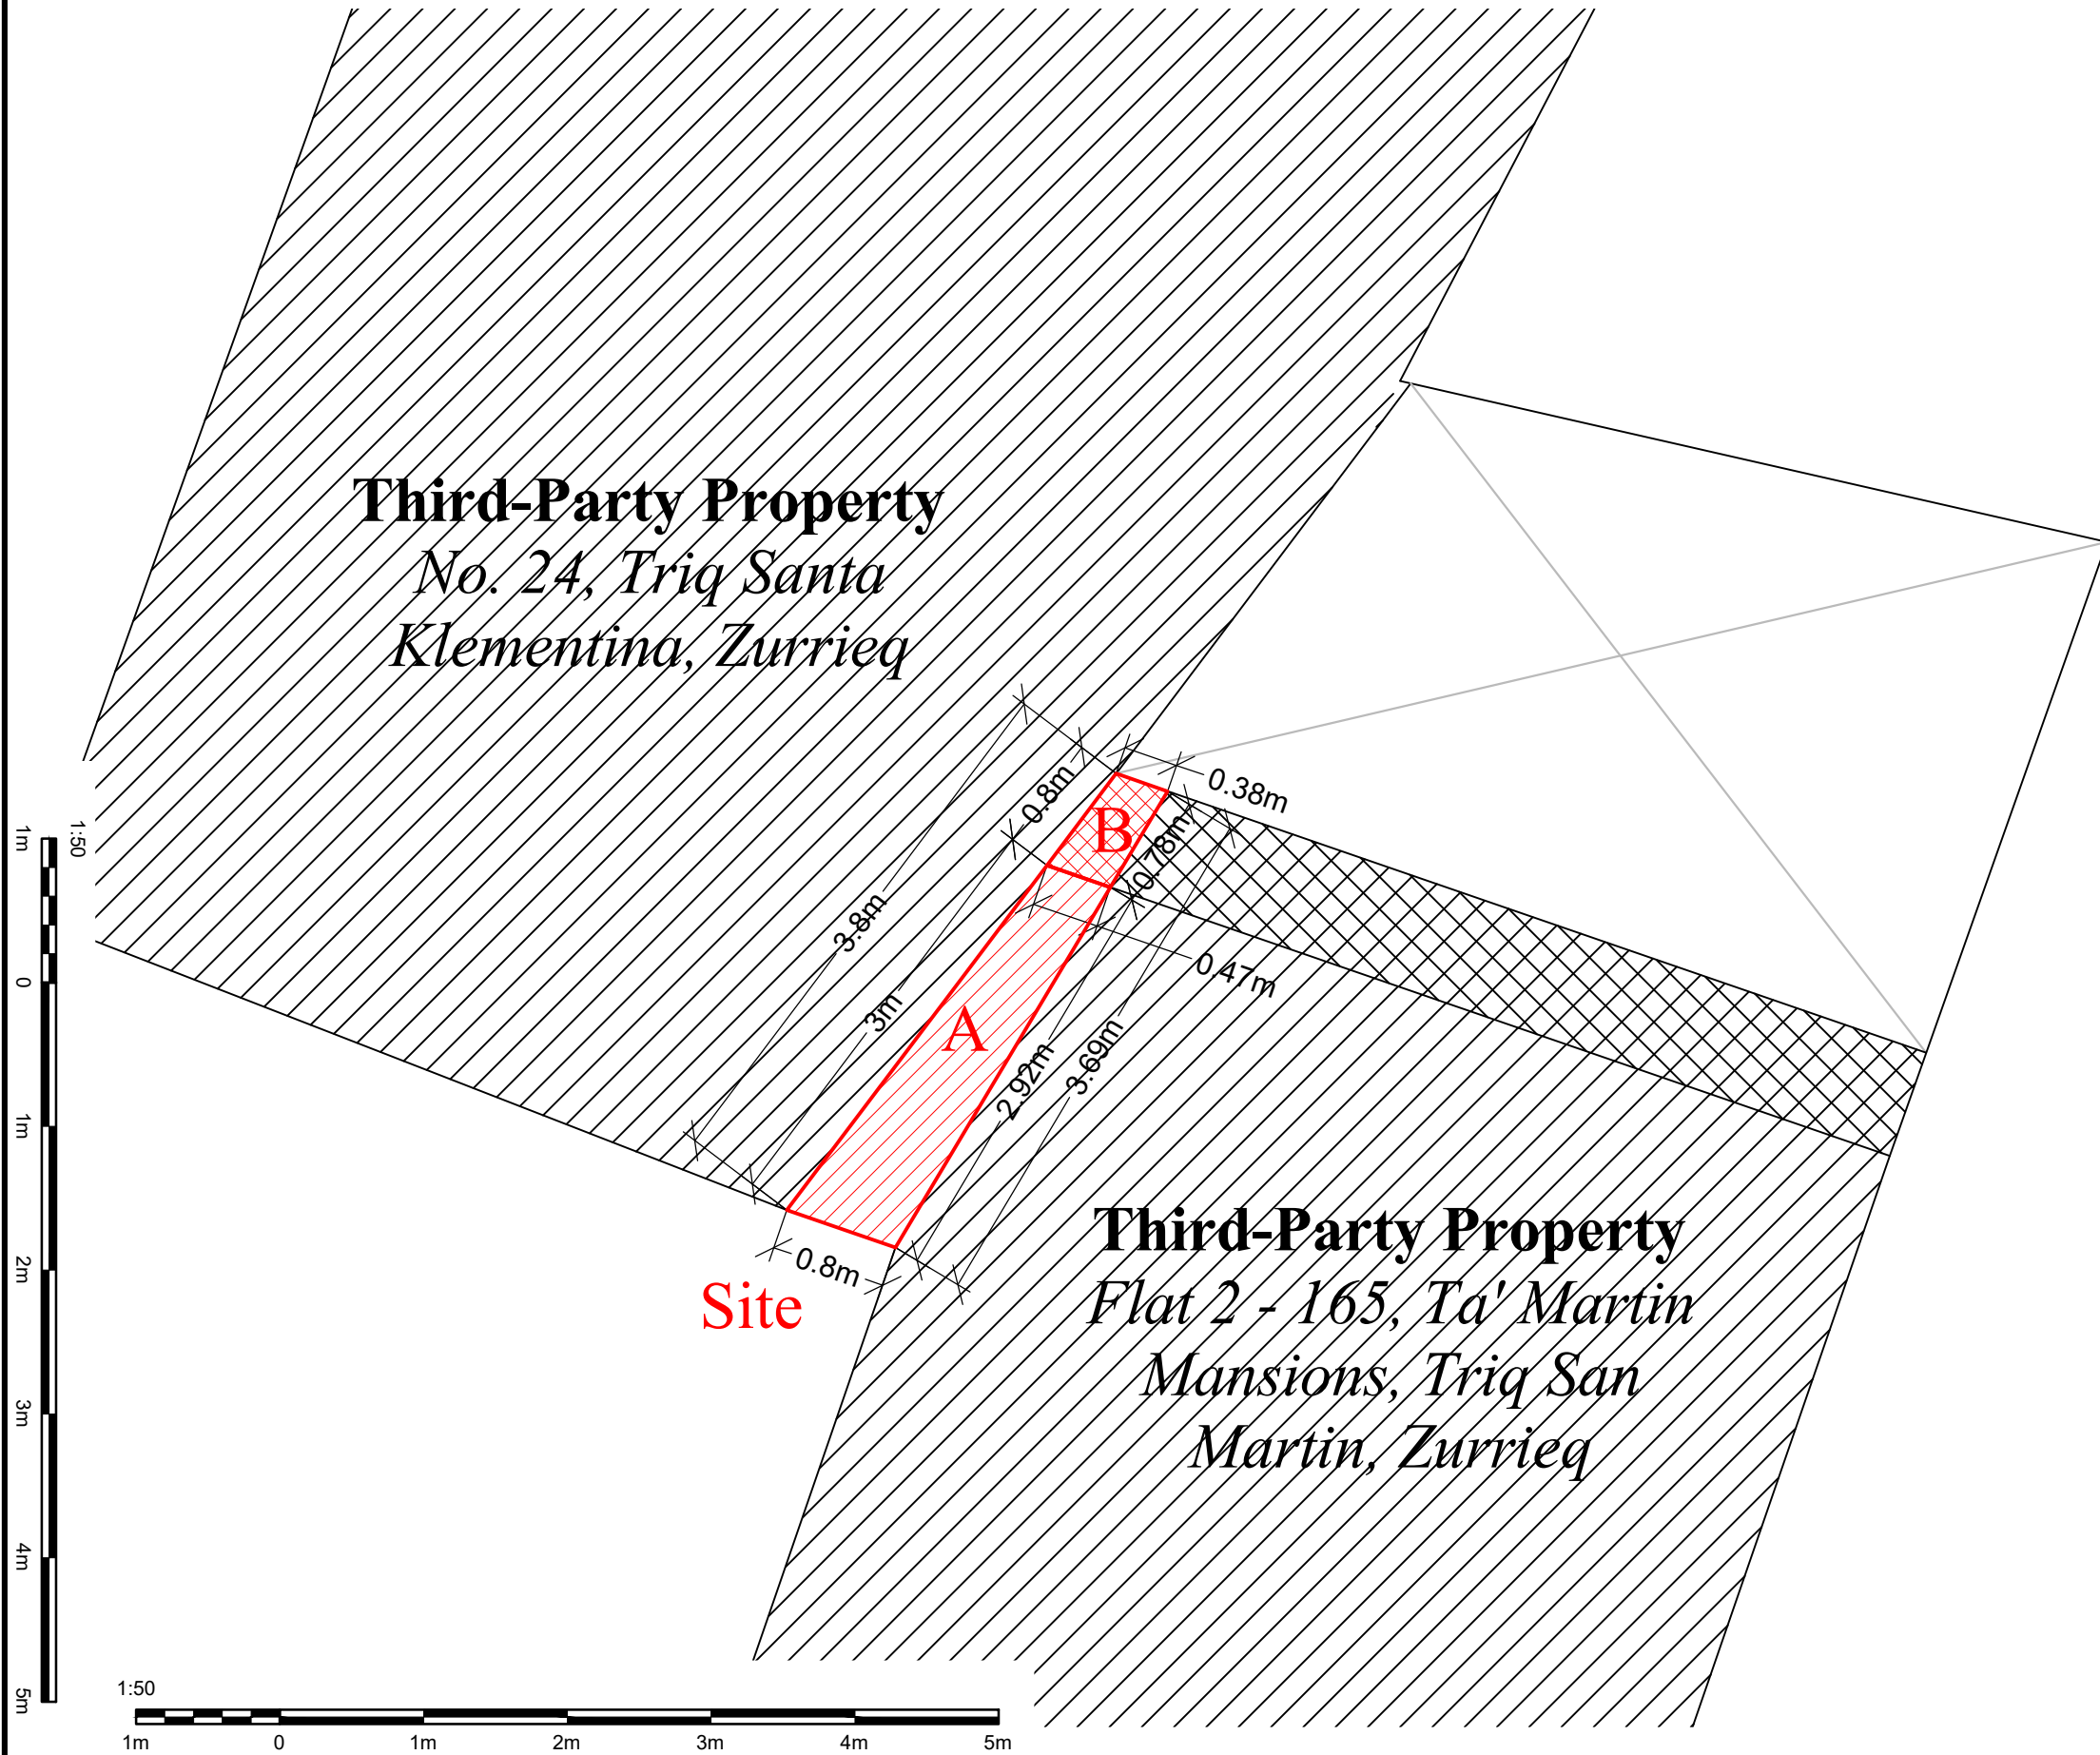 Third-Party Property
No. 24, Triq Santa
Klementina, Zurrieq
0.8m
0.38m
B
0.78m
3.8m
0.47m
3m
A
2.92m
3.69m
0.8m
Site
Third-Party Property
Flat 2 - 165, Ta' Martin
Mansions, Triq San
Martin, Zurrieq
1:50
1m
0
1m
2m
3m
4m
5m
1:50
1m
0
1m
2m
3m
4m
5m